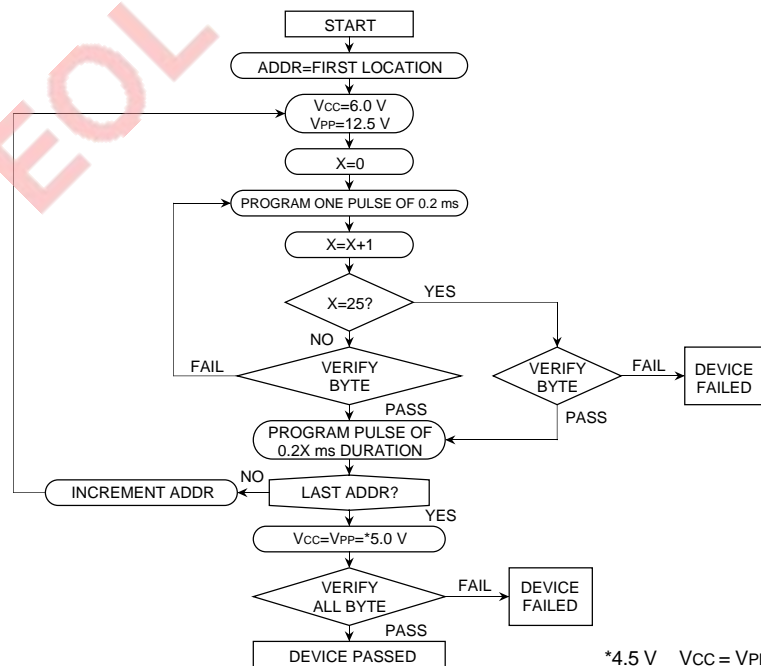 EOL
START
ADDR=FIRST LOCATION
VCC=6.0 V
VPP=12.5 V
X=0
PROGRAM ONE PULSE OF 0.2 ms
X=X+1
X=25?
YES
NO
FAIL
VERIFY
BYTE
PASS
VERIFY
BYTE
FAIL
PASS
DEVICE
FAILED
PROGRAM PULSE OF
0.2X ms DURATION
LAST ADDR?
NO
INCREMENT ADDR
YES
VCC=VPP=*5.0 V
VERIFY
ALL BYTE
FAIL
DEVICE
FAILED
PASS
DEVICE PASSED
*4.5 V VCC =